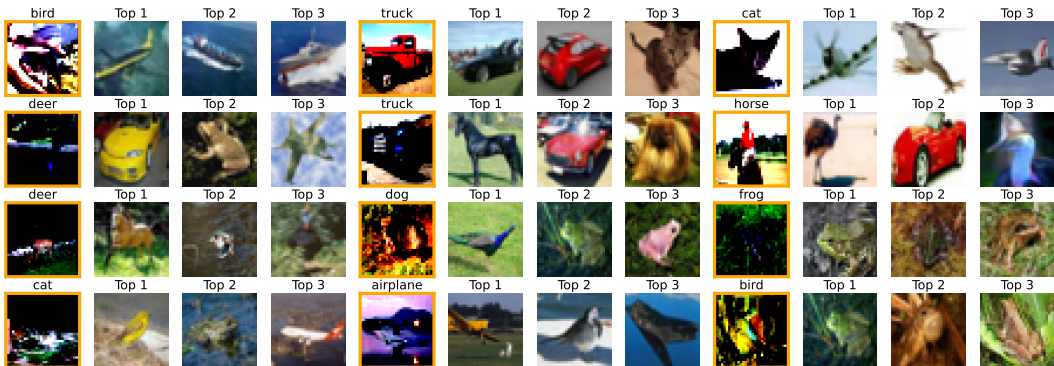 bird Top 1 Top 2 Top 3 truck Top 1 Top 2 Top 3 cat Top 1 Top 2 Top 3
deer Top 1 Top 2 Top 3 truck Top 1 Top 2 Top 3 horse Top 1 Top 2 Top 3
deer Top 1 Top 2 Top 3 dog Top 1 Top 2 Top 3 frog Top 1 Top 2 Top 3
cat Top 1 Top 2 Top 3 airplane Top 1 Top 2 Top 3 bird Top 1 Top 2 Top 3